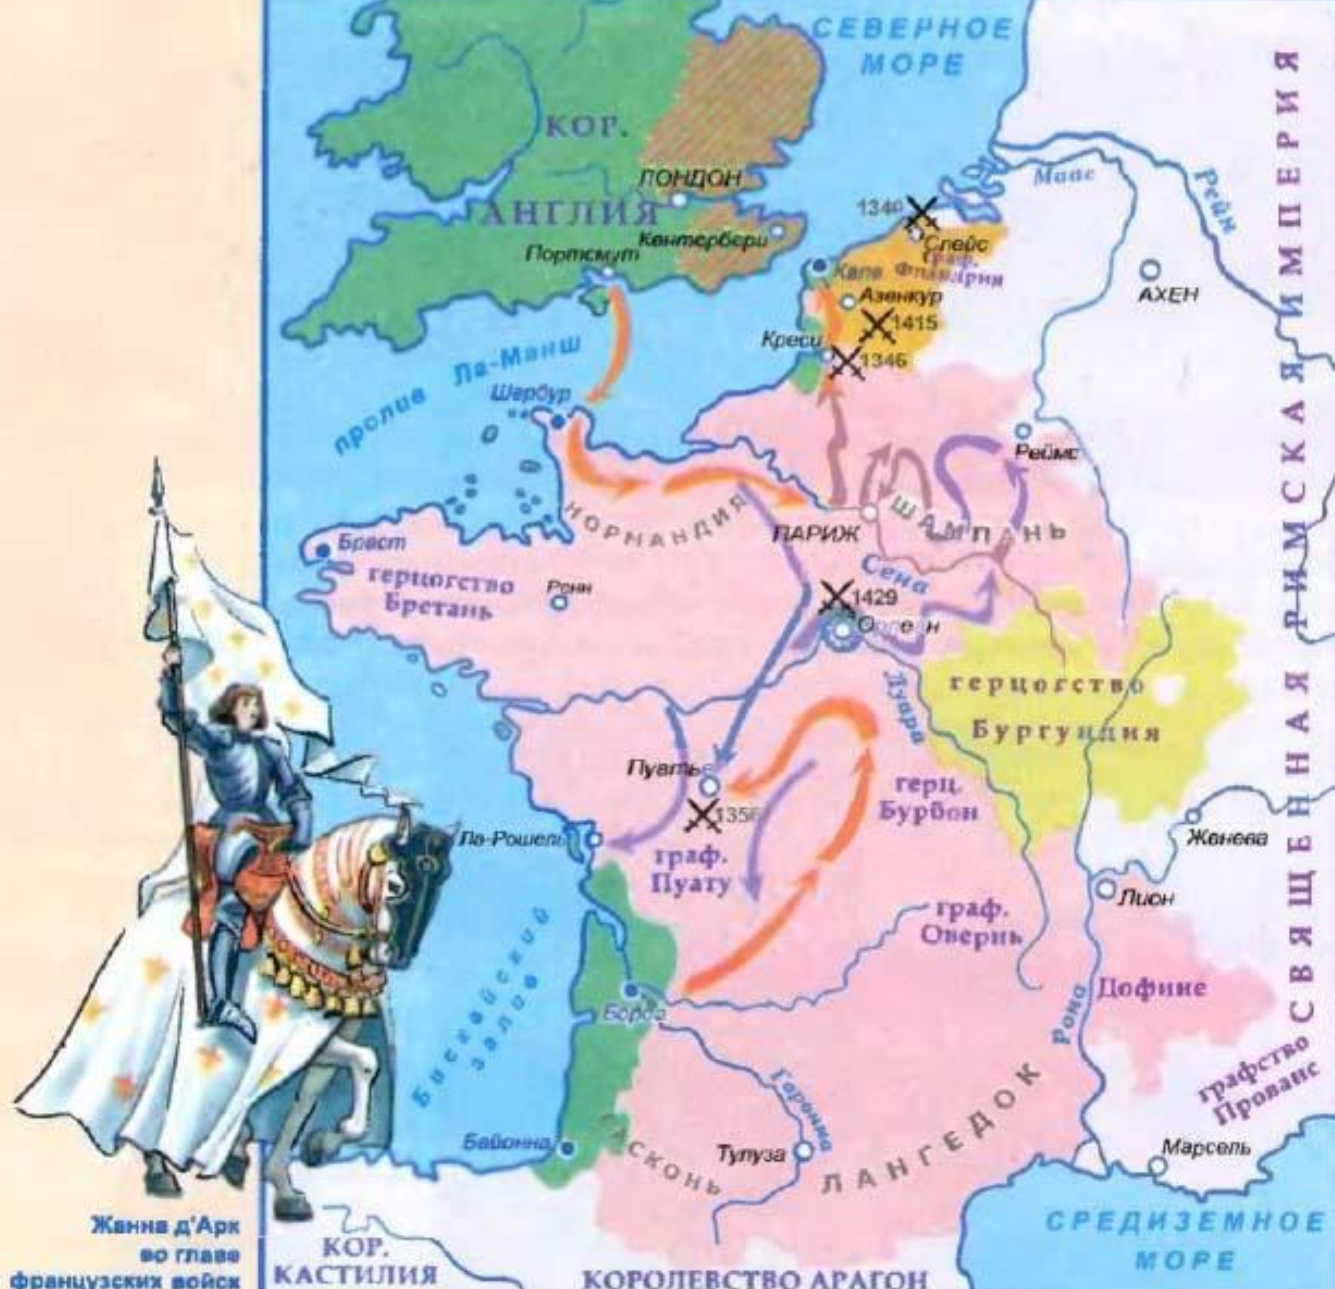 СЕВЕРНОЕ
МОРЕ
КОР.
АНГЛИЯ
ЛОНДОН
Кентербери
Портсмут
Маас
Рейн
1340
Слейс
граф.
Фландрия
Кале
Азенкур
1415
Креси
1346
АХЕН
пролив Ла-Манш
Шербур
Реймс
НОРМАНДИЯ
ПАРИЖ
ШАМПАНЬ
Сена
Брест
герцогство
Бретань
Ренн
1429
Орлеан
Луара
герцогство
Бургундия
Пуатье
1356
герц.
Бурбон
Ла-Рошель
граф.
Пуату
Женева
Лион
граф.
Овернь
Дофине
Бискайский
залив
Бордо
Рона
графство
Прованс
Гаронна
ЛАНГЕДОК
ГАСКОНЬ
Байонна
Тулуза
Марсель
СРЕДИЗЕМНОЕ
МОРЕ
КОР.
КАСТИЛИЯ
КОРОЛЕВСТВО АРАГОН
СВЯЩЕННАЯ РИМСКАЯ ИМПЕРИЯ
Жанна д'Арк
во главе
французских войск